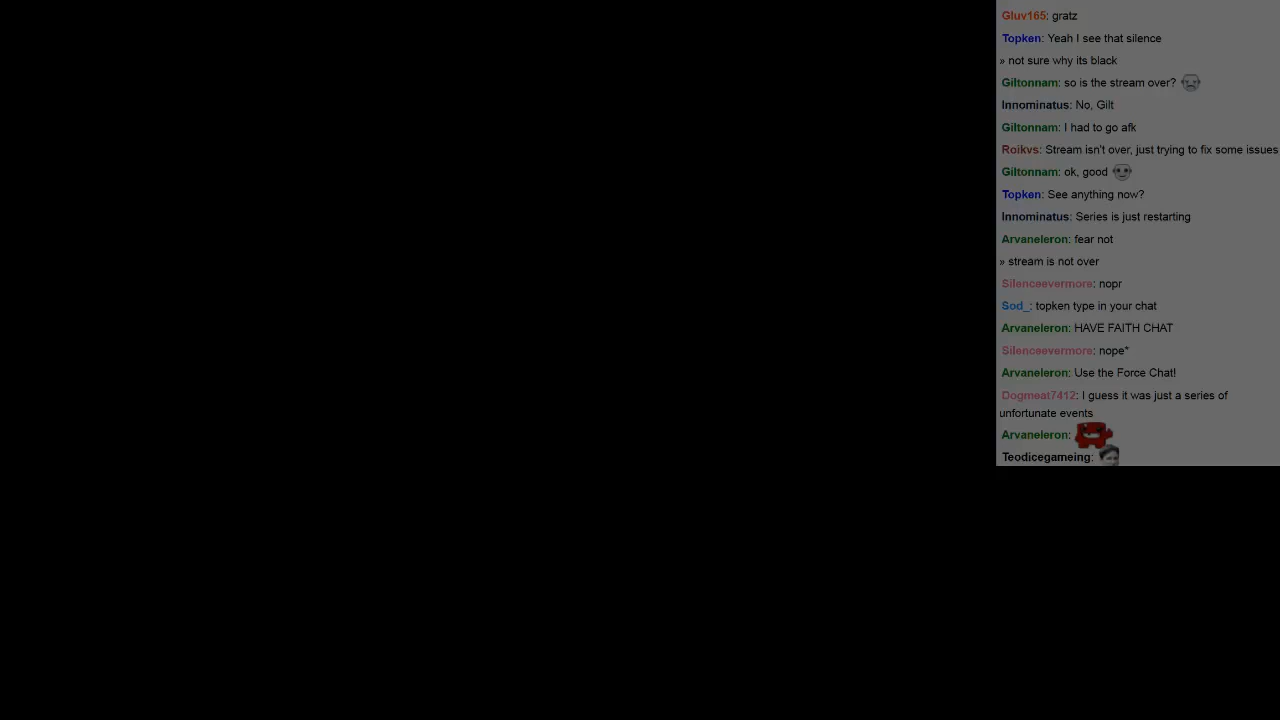 Gluv165: gratz
Topken: Yeah I see that silence
» not sure why its black
Giltonnam: so is the stream over?
Innominatus: No, Gilt
Giltonnam: I had to go afk
Roikvs: Stream isn't over, just trying to fix some issues
Giltonnam: ok, good
Topken: See anything now?
Innominatus: Series is just restarting
Arvaneleron: fear not
» stream is not over
Silenceevermore: nopr
Sod_: topken type in your chat
Arvaneleron: HAVE FAITH CHAT
Silenceevermore: nope*
Arvaneleron: Use the Force Chat!
Dogmeat7412: I guess it was just a series of
unfortunate events
Arvaneleron:
Teodicegameing: